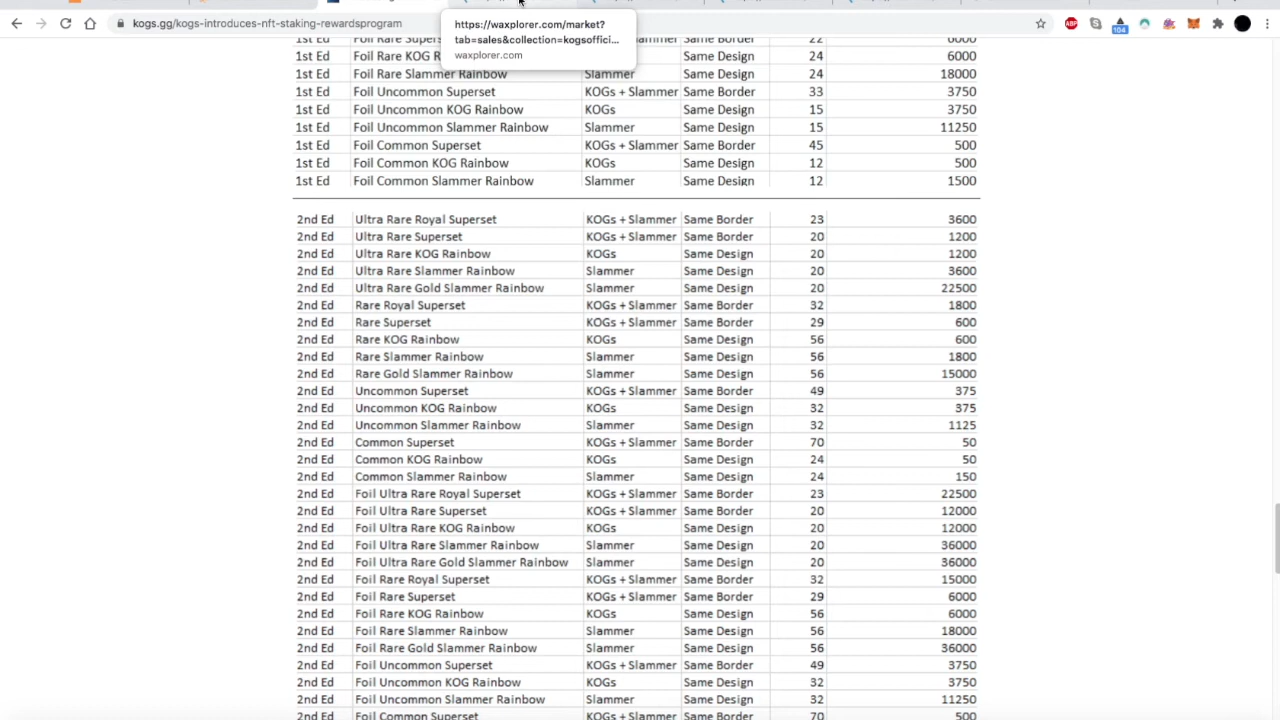 kogs.gg/kogs-introduces-nft-staking-rewardsprogram
104
https://waxplorer.com/market?
tab=sales&collection=kogsoffici...
waxplorer.com
1st Ed Foil Rare Supers Slammer Same Border 22 6000
1st Ed Foil Rare KOG R Same Design 24 6000
1st Ed Foil Rare Slammer Rainbow Slammer Same Design 24 18000
1st Ed Foil Uncommon Superset KOGs + Slammer Same Border 33 3750
1st Ed Foil Uncommon KOG Rainbow KOGs Same Design 15 3750
1st Ed Foil Uncommon Slammer Rainbow Slammer Same Design 15 11250
1st Ed Foil Common Superset KOGs + Slammer Same Border 45 500
1st Ed Foil Common KOG Rainbow KOGs Same Design 12 500
1st Ed Foil Common Slammer Rainbow Slammer Same Design 12 1500
2nd Ed Ultra Rare Royal Superset KOGs + Slammer Same Border 23 3600
2nd Ed Ultra Rare Superset KOGs + Slammer Same Border 20 1200
2nd Ed Ultra Rare KOG Rainbow KOGs Same Design 20 1200
2nd Ed Ultra Rare Slammer Rainbow Slammer Same Design 20 3600
2nd Ed Ultra Rare Gold Slammer Rainbow Slammer Same Design 20 22500
2nd Ed Rare Royal Superset KOGs + Slammer Same Border 32 1800
2nd Ed Rare Superset KOGs + Slammer Same Border 29 600
2nd Ed Rare KOG Rainbow KOGs Same Design 56 600
2nd Ed Rare Slammer Rainbow Slammer Same Design 56 1800
2nd Ed Rare Gold Slammer Rainbow Slammer Same Design 56 15000
2nd Ed Uncommon Superset KOGs + Slammer Same Border 49 375
2nd Ed Uncommon KOG Rainbow KOGs Same Design 32 375
2nd Ed Uncommon Slammer Rainbow Slammer Same Design 32 1125
2nd Ed Common Superset KOGs + Slammer Same Border 70 50
2nd Ed Common KOG Rainbow KOGs Same Design 24 50
2nd Ed Common Slammer Rainbow Slammer Same Design 24 150
2nd Ed Foil Ultra Rare Royal Superset KOGs + Slammer Same Border 23 22500
2nd Ed Foil Ultra Rare Superset KOGs + Slammer Same Border 20 12000
2nd Ed Foil Ultra Rare KOG Rainbow KOGs Same Design 20 12000
2nd Ed Foil Ultra Rare Slammer Rainbow Slammer Same Design 20 36000
2nd Ed Foil Ultra Rare Gold Slammer Rainbow Slammer Same Design 20 36000
2nd Ed Foil Rare Royal Superset KOGs + Slammer Same Border 32 15000
2nd Ed Foil Rare Superset KOGs + Slammer Same Border 29 6000
2nd Ed Foil Rare KOG Rainbow KOGs Same Design 56 6000
2nd Ed Foil Rare Slammer Rainbow Slammer Same Design 56 18000
2nd Ed Foil Rare Gold Slammer Rainbow Slammer Same Design 56 36000
2nd Ed Foil Uncommon Superset KOGs + Slammer Same Border 49 3750
2nd Ed Foil Uncommon KOG Rainbow KOGs Same Design 32 3750
2nd Ed Foil Uncommon Slammer Rainbow Slammer Same Design 32 11250
2nd Ed Foil Common Superset KOGs + Slammer Same Border 70 500